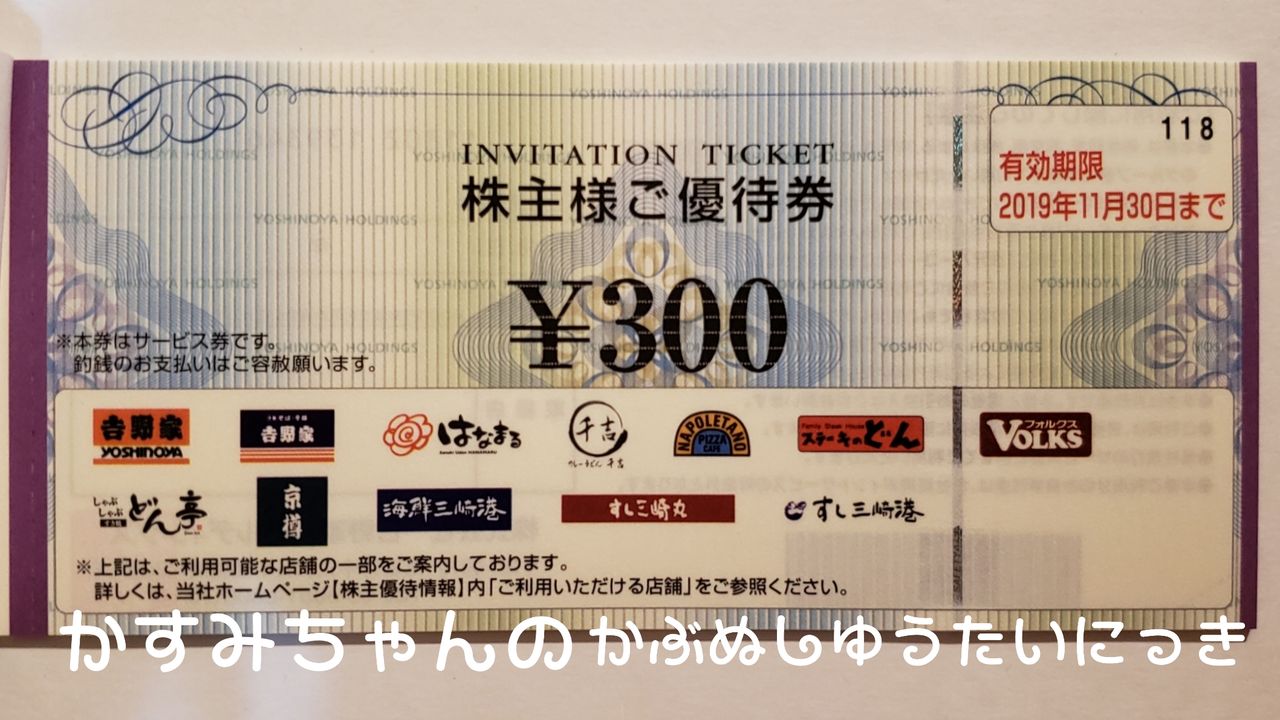 YOSHINOYA HOLDINGS
118
有効期限
2019年11月30日まで
INVITATION TICKET
株主様ご優待券
¥300
※本券はサービス券です。
釣銭のお支払いはご容赦願います。
吉野家 YOSHINOYA
吉野家
はなまる
千吉
カレーうどん 千吉
NAPOLETANO PIZZA CAFE
Family Steak House ステーキのどん
フォルクス VOLKS
しゃぶしゃぶ どん亭
京樽
海鮮三崎港
すし三崎丸
すし三崎港
※上記は、ご利用可能な店舗の一部をご案内しております。
詳しくは、当社ホームページ【株主優待情報】内「ご利用いただける店舗」をご参照ください。
かすみちゃんのかぶぬしゆうたいにっき